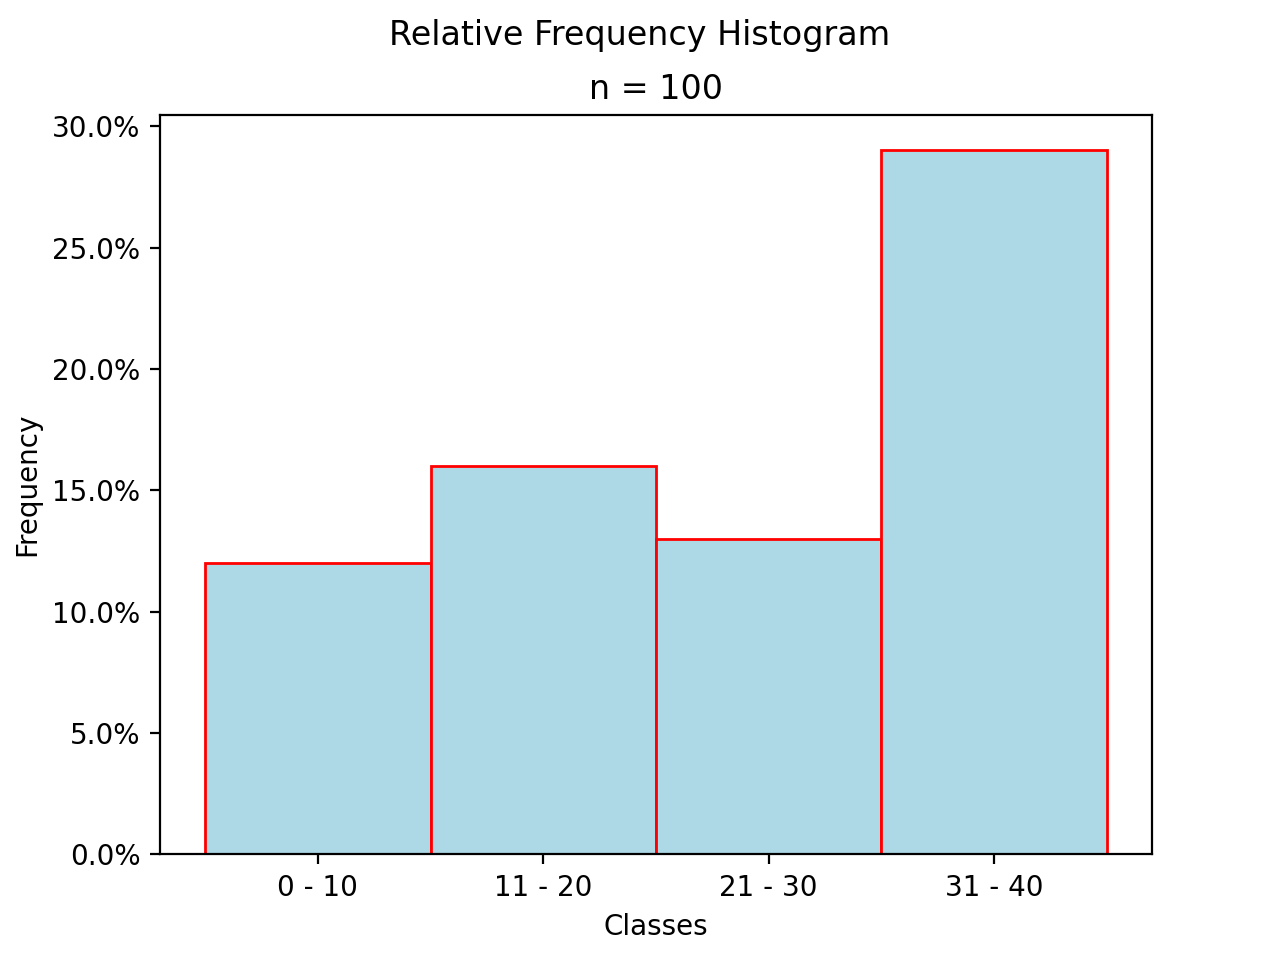 Relative Frequency Histogram
n = 100
30.0%
25.0%
20.0%
15.0%
10.0%
5.0%
0.0%
Frequency
0 - 10
11 - 20
21 - 30
31 - 40
Classes